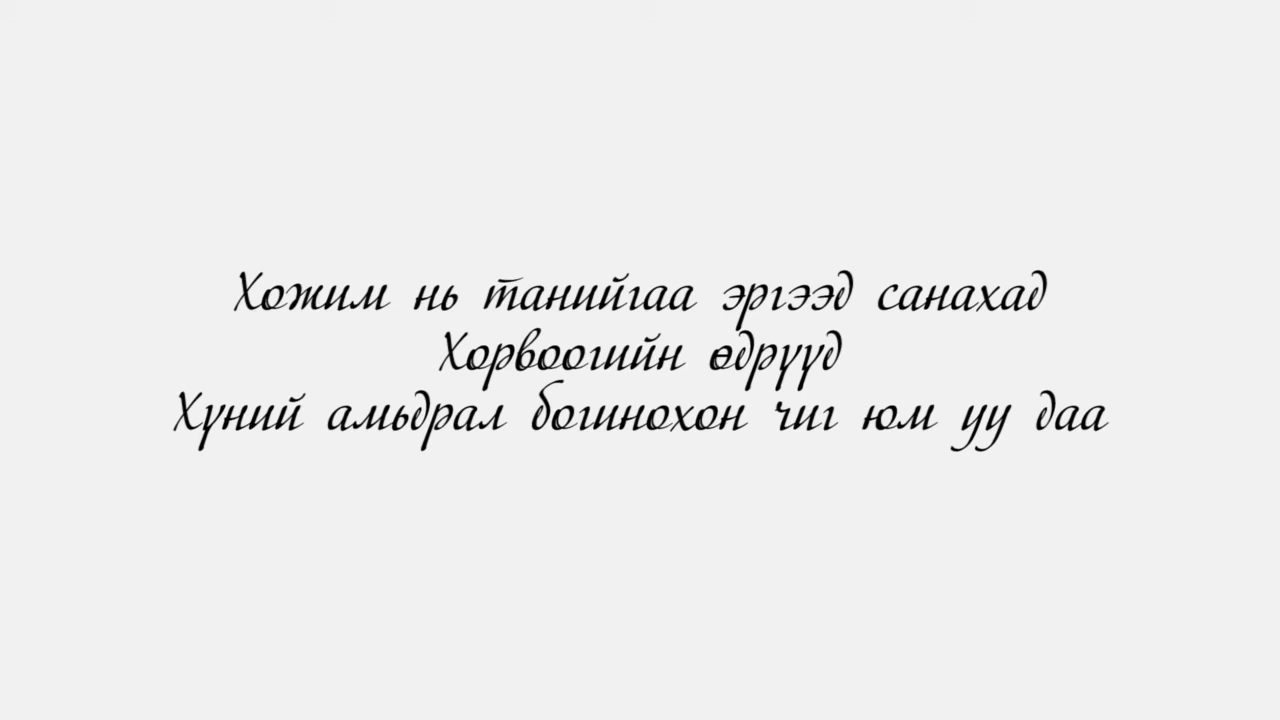 Хожим нь танийгаа эргээд санахад
Хорвоогийн өдрүүд
Хүний амьдрал богинохон чиг юм уу даа